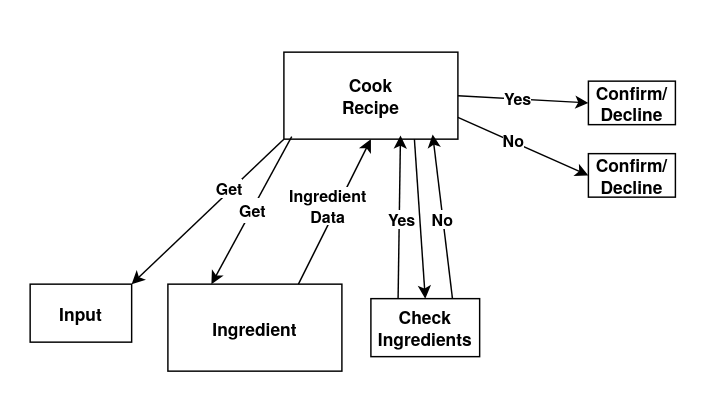 Cook
Recipe
Yes
Confirm/
Decline
No
Confirm/
Decline
Get
Get
Ingredient
Data
Yes
No
Input
Ingredient
Check
Ingredients